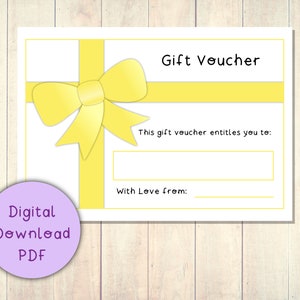 Gift Voucher
This gift voucher entitles you to:
With Love from:
Digital
Download
PDF